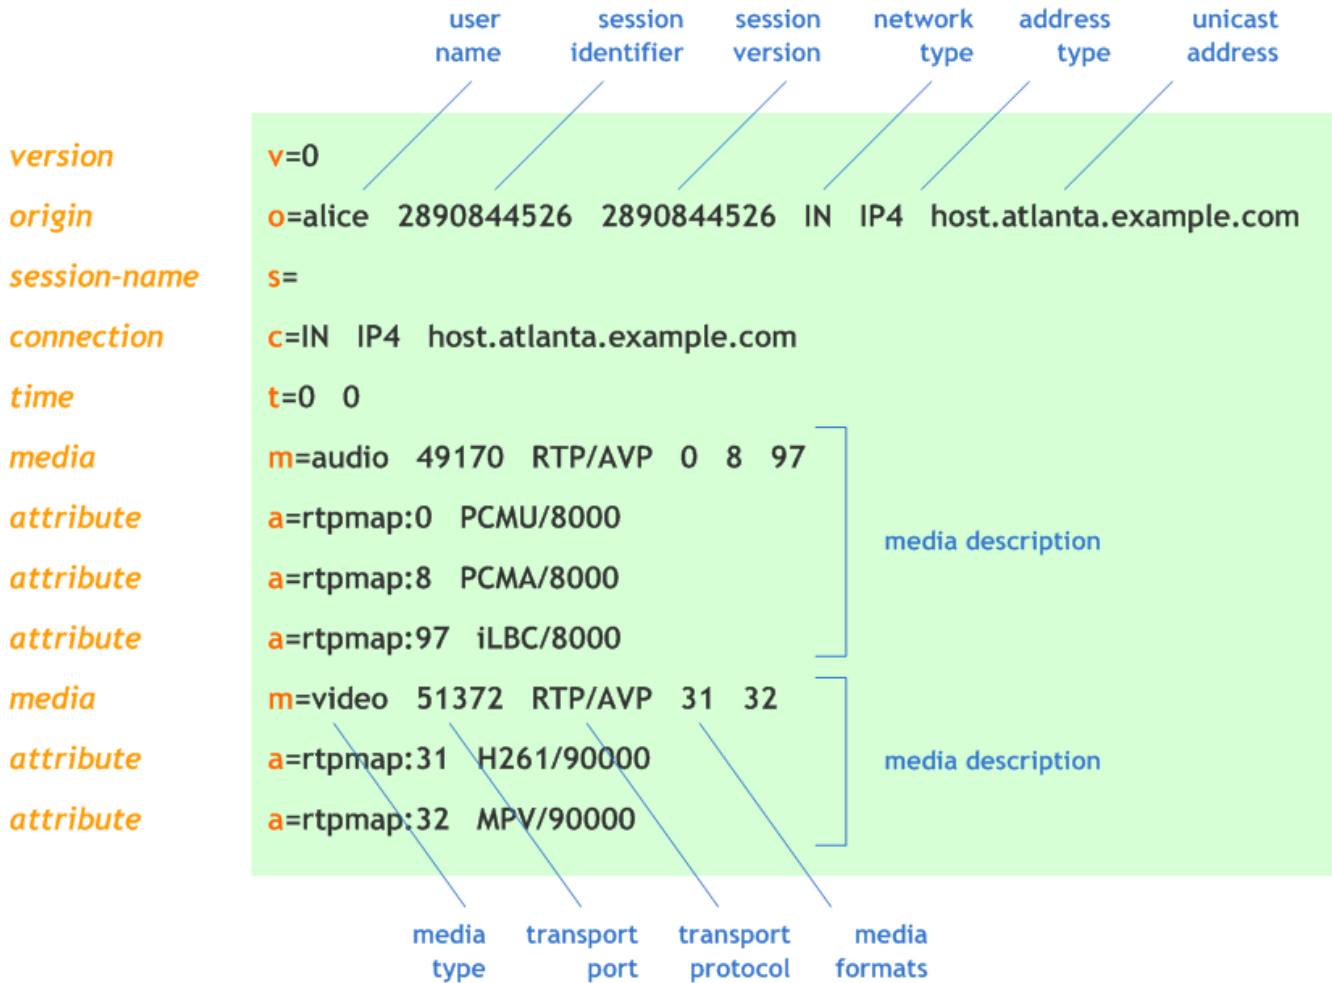 user name
session identifier
session version
network type
address type
unicast address
version v=0
origin o=alice 2890844526 2890844526 IN IP4 host.atlanta.example.com
session-name s=
connection c=IN IP4 host.atlanta.example.com
time t=0 0
media m=audio 49170 RTP/AVP 0 8 97
attribute a=rtpmap:0 PCMU/8000
media description
attribute a=rtpmap:8 PCMA/8000
attribute a=rtpmap:97 iLBC/8000
media m=video 51372 RTP/AVP 31 32
attribute a=rtpmap:31 H261/90000
media description
attribute a=rtpmap:32 MPV/90000
media type
transport port
transport protocol
media formats